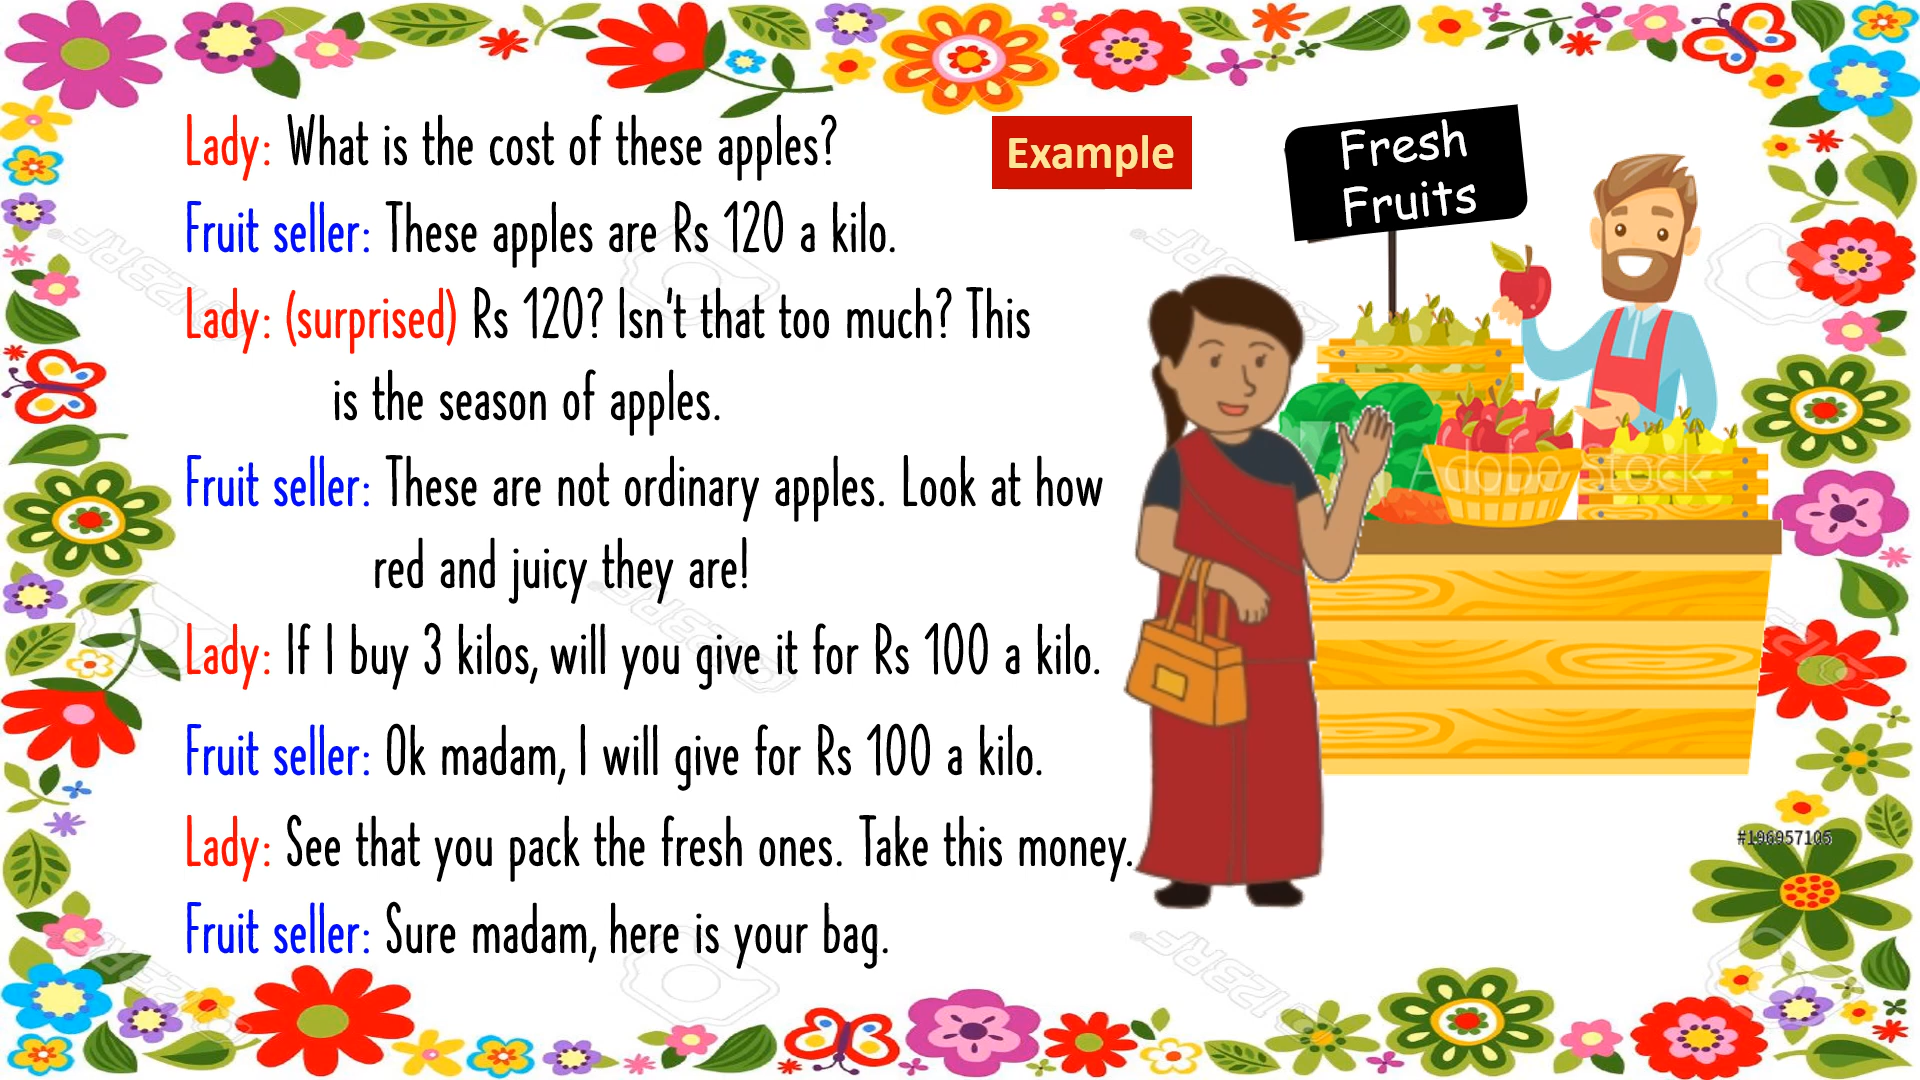 Lady: What is the cost of these apples?
Example
Fresh
Fruits
Fruit seller: These apples are Rs 120 a kilo.
Lady: (surprised) Rs 120? Isn't that too much? This
is the season of apples.
Fruit seller: These are not ordinary apples. Look at how
red and juicy they are!
Lady: If I buy 3 kilos, will you give it for Rs 100 a kilo.
Fruit seller: Ok madam, I will give for Rs 100 a kilo.
Lady: See that you pack the fresh ones. Take this money.
Fruit seller: Sure madam, here is your bag.
Adobe Stock
#196957105
123RF